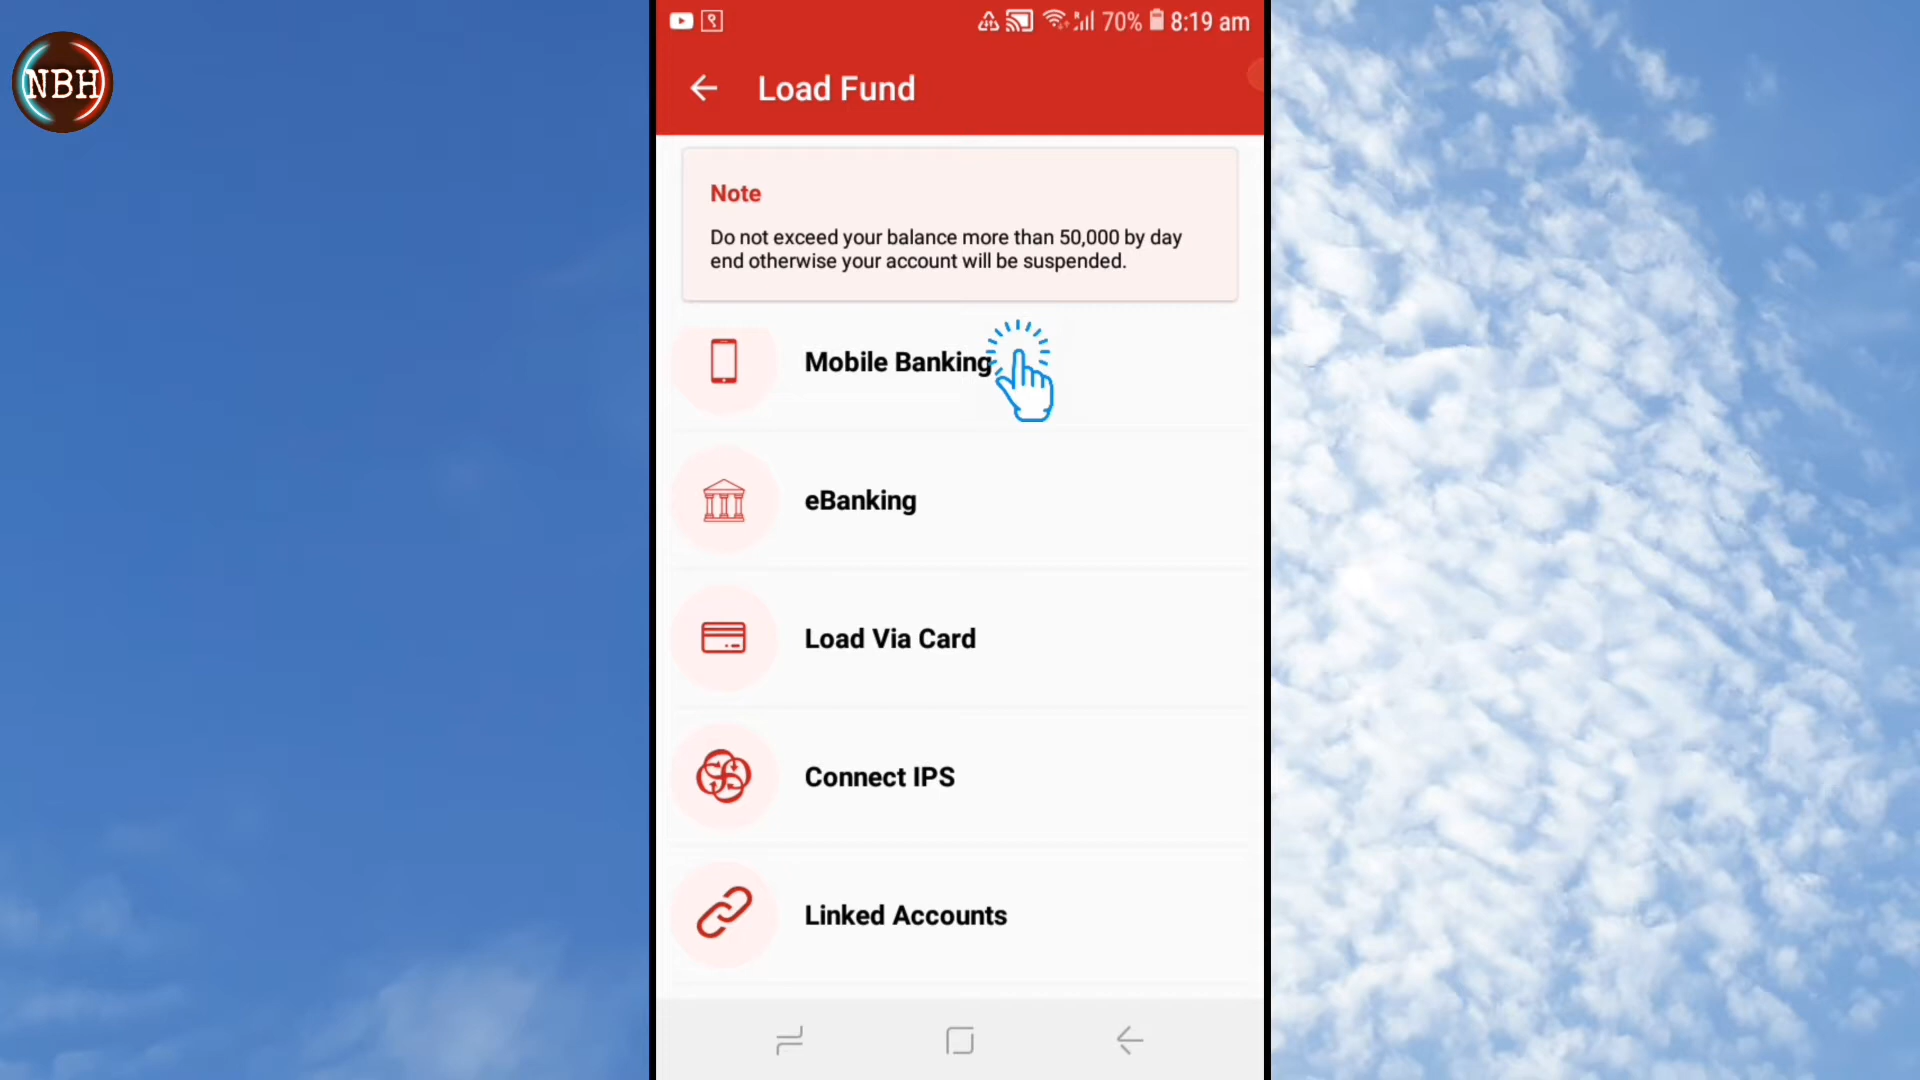 NBH
70% 8:19 am
Load Fund
Note
Do not exceed your balance more than 50,000 by day
end otherwise your account will be suspended.
Mobile Banking
eBanking
Load Via Card
Connect IPS
Linked Accounts